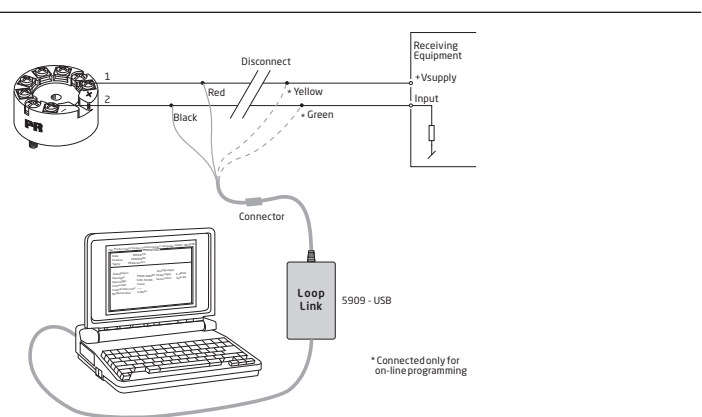 Receiving
Equipment
Disconnect
1
+Vsupply
Red
* Yellow
2
Input
Black
* Green
PR
Connector
Loop
Link
5909 - USB
* Connected only for
on-line programming